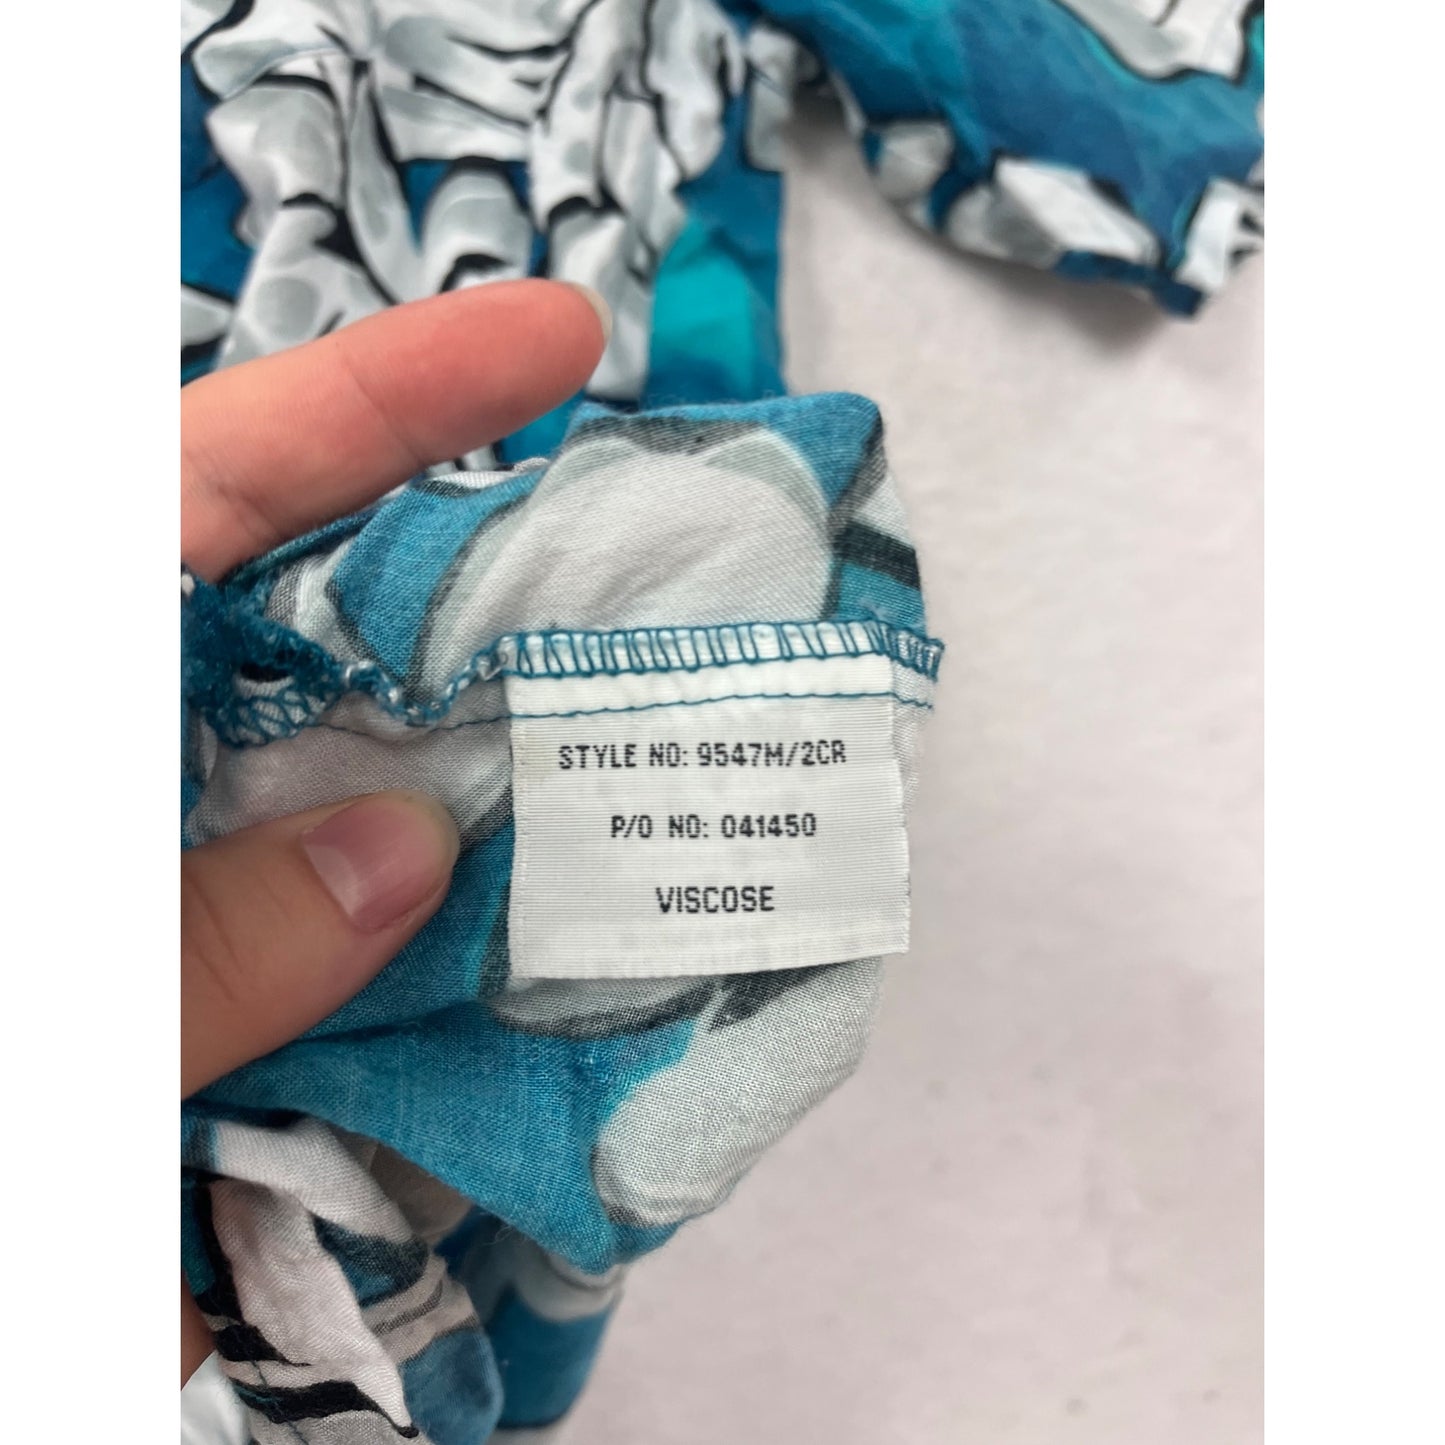 STYLE NO: 9547M/2CR
P/O NO: 041450
VISCOSE